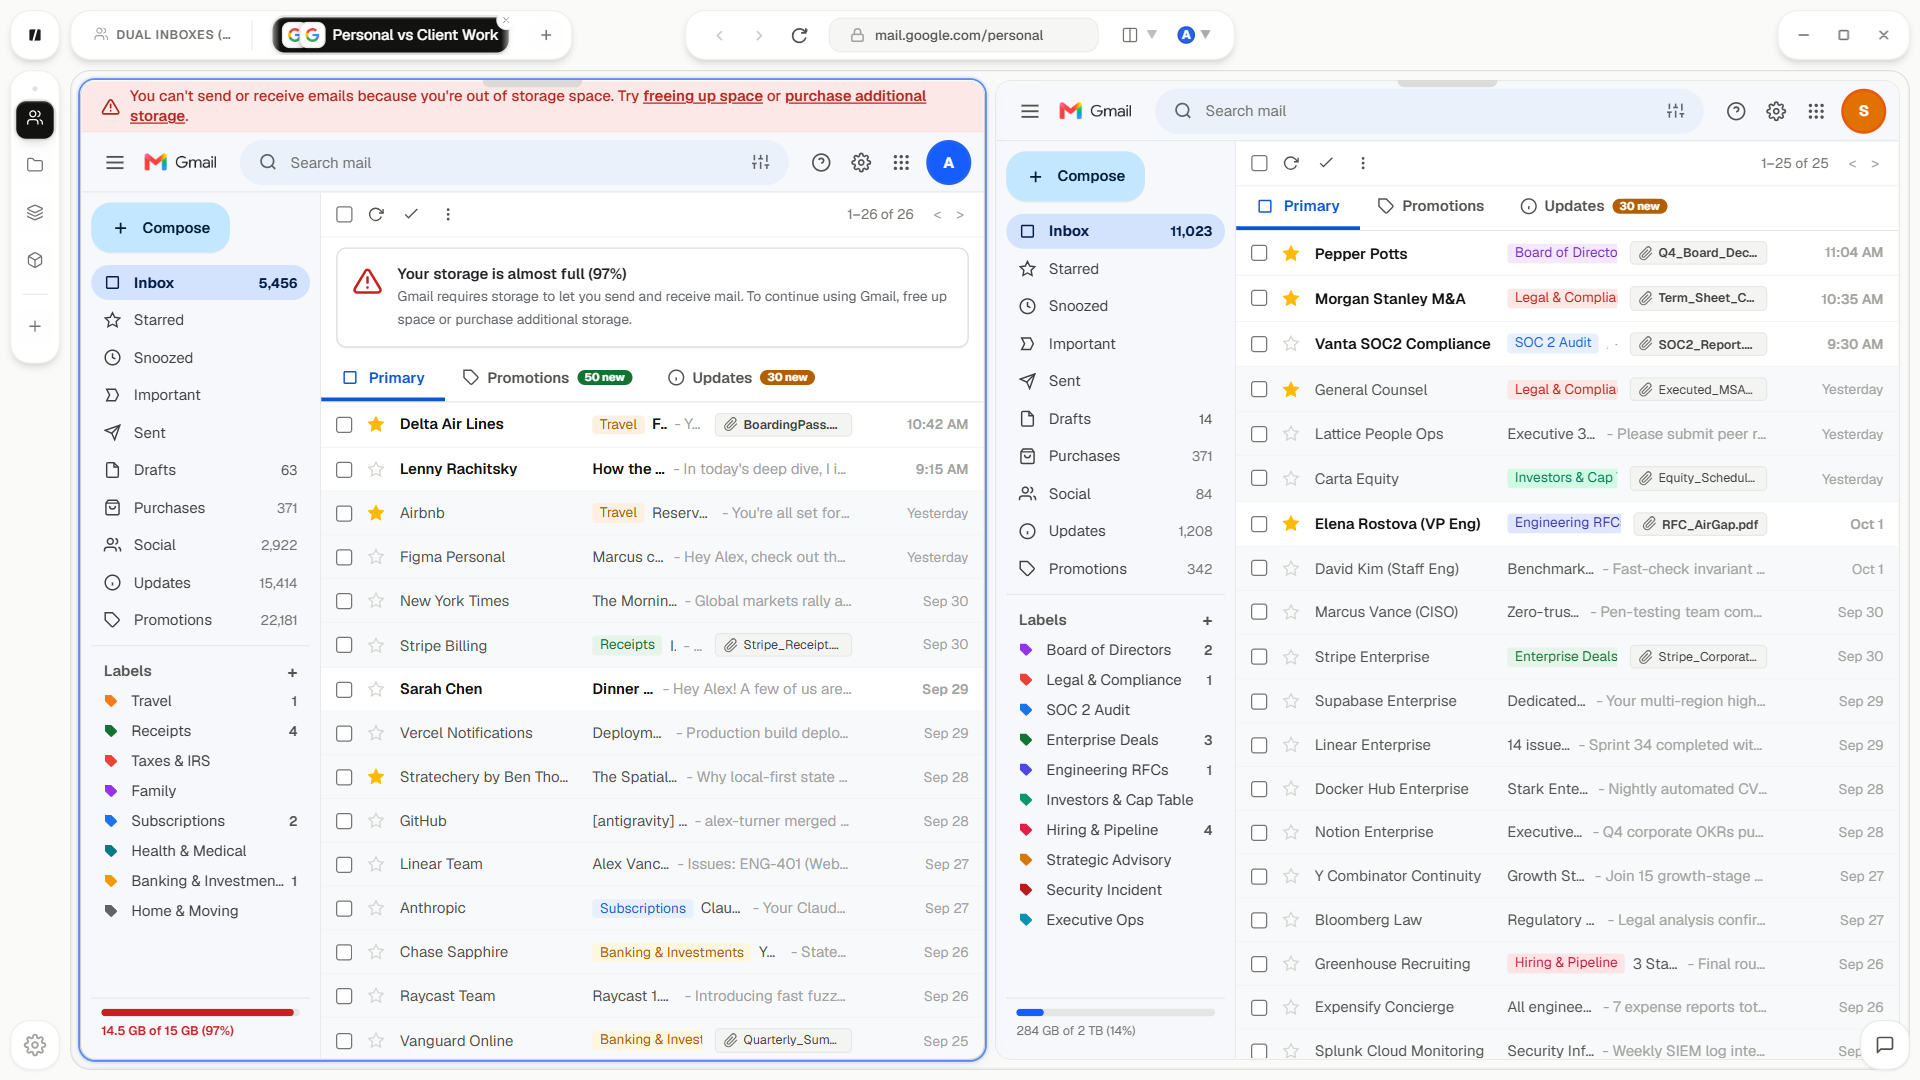 DUAL INBOXES (...
Personal vs Client Work
mail.google.com/personal
A
You can't send or receive emails because you're out of storage space. Try freeing up space or purchase additional
storage.
Gmail
Search mail
A
Compose
Inbox 5,456
Starred
Snoozed
Important
Sent
Drafts 63
Purchases 371
Social 2,922
Updates 15,414
Promotions 22,181
Labels +
Travel 1
Receipts 4
Taxes & IRS
Family
Subscriptions 2
Health & Medical
Banking & Investmen... 1
Home & Moving
14.5 GB of 15 GB (97%)
1–26 of 26
Your storage is almost full (97%)
Gmail requires storage to let you send and receive mail. To continue using Gmail, free up
space or purchase additional storage.
Primary Promotions 50 new Updates 30 new
Delta Air Lines Travel F.. - Y... BoardingPass.... 10:42 AM
Lenny Rachitsky How the ... - In today's deep dive, I i... 9:15 AM
Airbnb Travel Reserv... - You're all set for... Yesterday
Figma Personal Marcus c... - Hey Alex, check out th... Yesterday
New York Times The Mornin... - Global markets rally a... Sep 30
Stripe Billing Receipts I. - ... Stripe_Receipt.... Sep 30
Sarah Chen Dinner ... - Hey Alex! A few of us are... Sep 29
Vercel Notifications Deploym... - Production build deplo... Sep 29
Stratechery by Ben Tho... The Spatial... - Why local-first state ... Sep 28
GitHub [antigravity] ... - alex-turner merged ... Sep 28
Linear Team Alex Vanc... - Issues: ENG-401 (Web... Sep 27
Anthropic Subscriptions Clau... - Your Claud... Sep 27
Chase Sapphire Banking & Investments Y... - State... Sep 26
Raycast Team Raycast 1.... - Introducing fast fuzz... Sep 26
Vanguard Online Banking & Invest Quarterly_Sum... Sep 25
Gmail
Search mail
S
Compose
Inbox 11,023
Starred
Snoozed
Important
Sent
Drafts 14
Purchases 371
Social 84
Updates 1,208
Promotions 342
Labels +
Board of Directors 2
Legal & Compliance 1
SOC 2 Audit
Enterprise Deals 3
Engineering RFCs 1
Investors & Cap Table
Hiring & Pipeline 4
Strategic Advisory
Security Incident
Executive Ops
284 GB of 2 TB (14%)
1–25 of 25
Primary Promotions Updates 30 new
Pepper Potts Board of Directo Q4_Board_Dec... 11:04 AM
Morgan Stanley M&A Legal & Complia Term_Sheet_C... 10:35 AM
Vanta SOC2 Compliance SOC 2 Audit SOC2_Report.... 9:30 AM
General Counsel Legal & Complia Executed_MSA... Yesterday
Lattice People Ops Executive 3... - Please submit peer r... Yesterday
Carta Equity Investors & Cap Equity_Schedul... Yesterday
Elena Rostova (VP Eng) Engineering RFC RFC_AirGap.pdf Oct 1
David Kim (Staff Eng) Benchmark... - Fast-check invariant ... Oct 1
Marcus Vance (CISO) Zero-trus... - Pen-testing team com... Sep 30
Stripe Enterprise Enterprise Deals Stripe_Corporat... Sep 30
Supabase Enterprise Dedicated... - Your multi-region high... Sep 29
Linear Enterprise 14 issue... - Sprint 34 completed wit... Sep 29
Docker Hub Enterprise Stark Ente... - Nightly automated CV... Sep 28
Notion Enterprise Executive... - Q4 corporate OKRs pu... Sep 28
Y Combinator Continuity Growth St... - Join 15 growth-stage ... Sep 27
Bloomberg Law Regulatory ... - Legal analysis confir... Sep 27
Greenhouse Recruiting Hiring & Pipeline 3 Sta... - Final rou... Sep 26
Expensify Concierge All enginee... - 7 expense reports tot... Sep 26
Splunk Cloud Monitoring Security Inf... - Weekly SIEM log inte... Sep